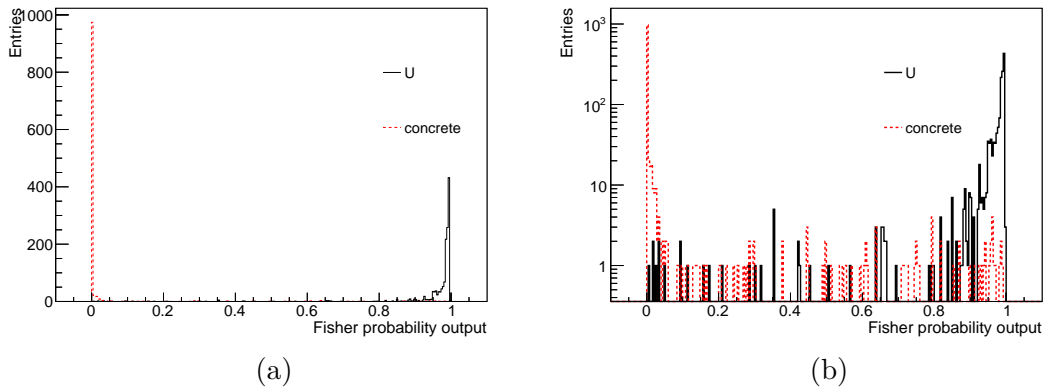 Entries
1000
800
600
400
200
0
U
concrete
0 0.2 0.4 0.6 0.8 1
Fisher probability output
(a)
Entries
10³
10²
10
1
U
concrete
0 0.2 0.4 0.6 0.8 1
Fisher probability output
(b)